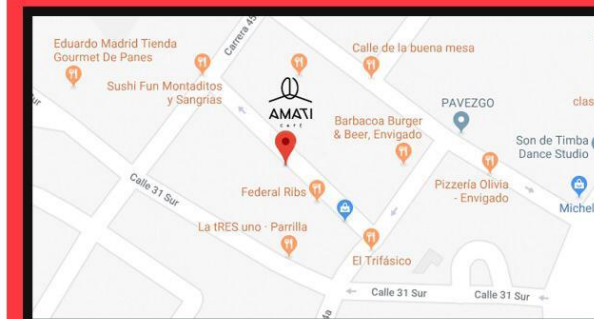 Eduardo Madrid Tienda
Gourmet De Panes
Carrera 45
Calle de la buena mesa
Sushi Fun Montaditos
y Sangrias
AMATI
CAFÉ
PAVEZGO
Barbacoa Burger
& Beer, Envigado
Son de Timba
Dance Studio
Calle 31 Sur
Federal Ribs
Pizzería Olivia
- Envigado
Michel
La tRES uno - Parrilla
El Trifásico
Calle 31 Sur
Calle 31 Sur